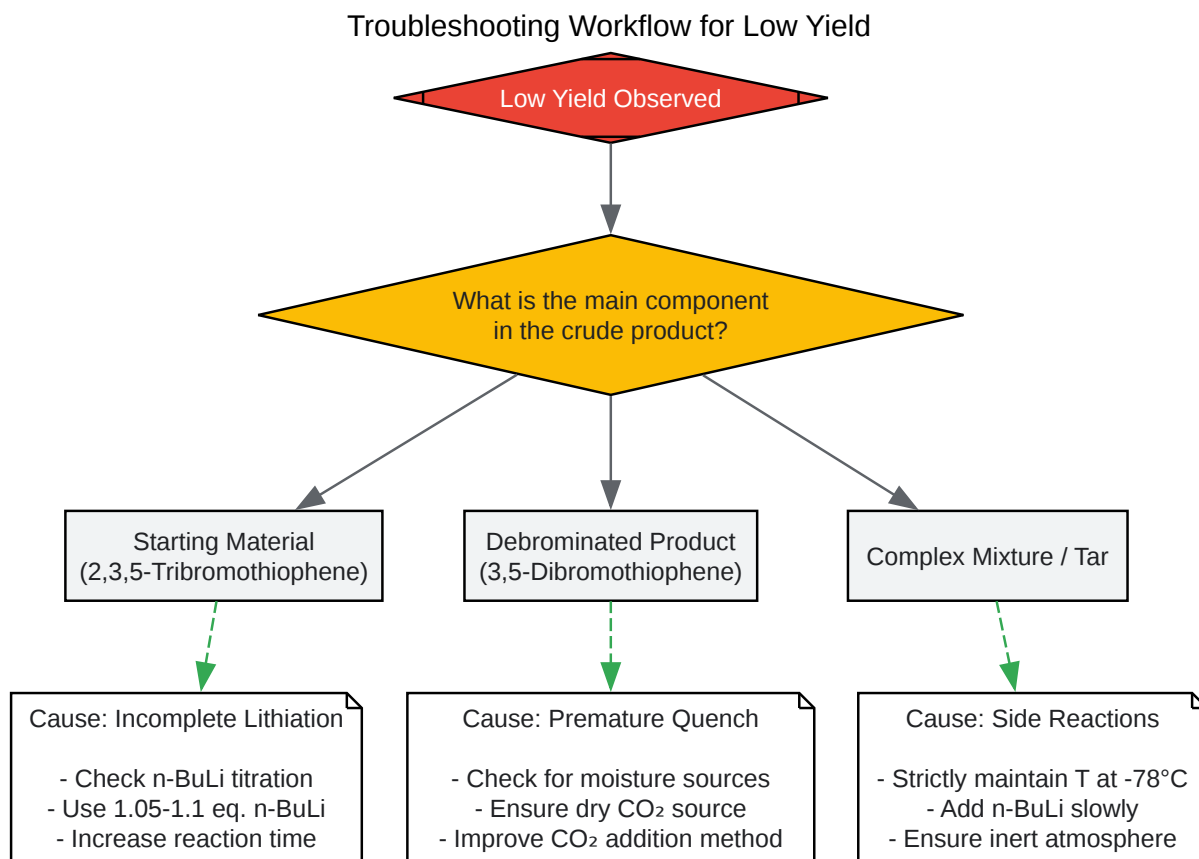 Troubleshooting Workflow for Low Yield
Low Yield Observed
What is the main component
in the crude product?
Starting Material
(2,3,5-Tribromothiophene)
Debrominated Product
(3,5-Dibromothiophene)
Complex Mixture / Tar
Cause: Incomplete Lithiation
- Check n-BuLi titration
- Use 1.05-1.1 eq. n-BuLi
- Increase reaction time
Cause: Premature Quench
- Check for moisture sources
- Ensure dry CO₂ source
- Improve CO₂ addition method
Cause: Side Reactions
- Strictly maintain T at -78°C
- Add n-BuLi slowly
- Ensure inert atmosphere